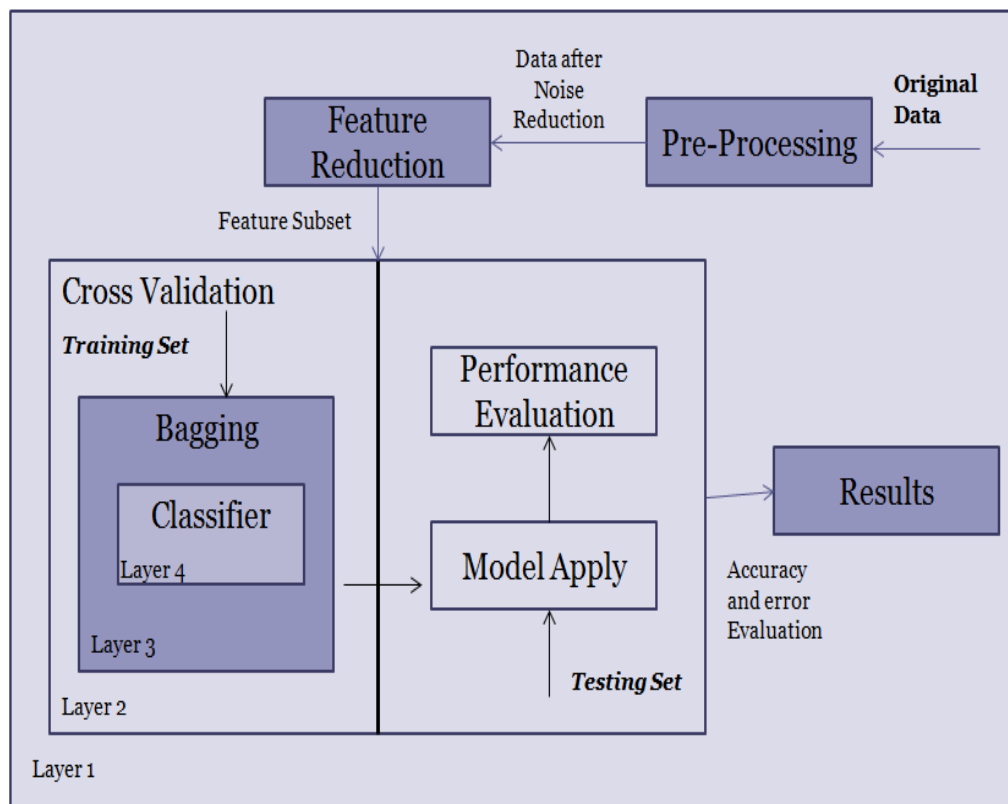 Original
Data
Pre-Processing
Data after
Noise
Reduction
Feature
Reduction
Feature Subset
Cross Validation
Training Set
Bagging
Classifier
Layer 4
Layer 3
Layer 2
Performance
Evaluation
Model Apply
Testing Set
Results
Accuracy
and error
Evaluation
Layer 1